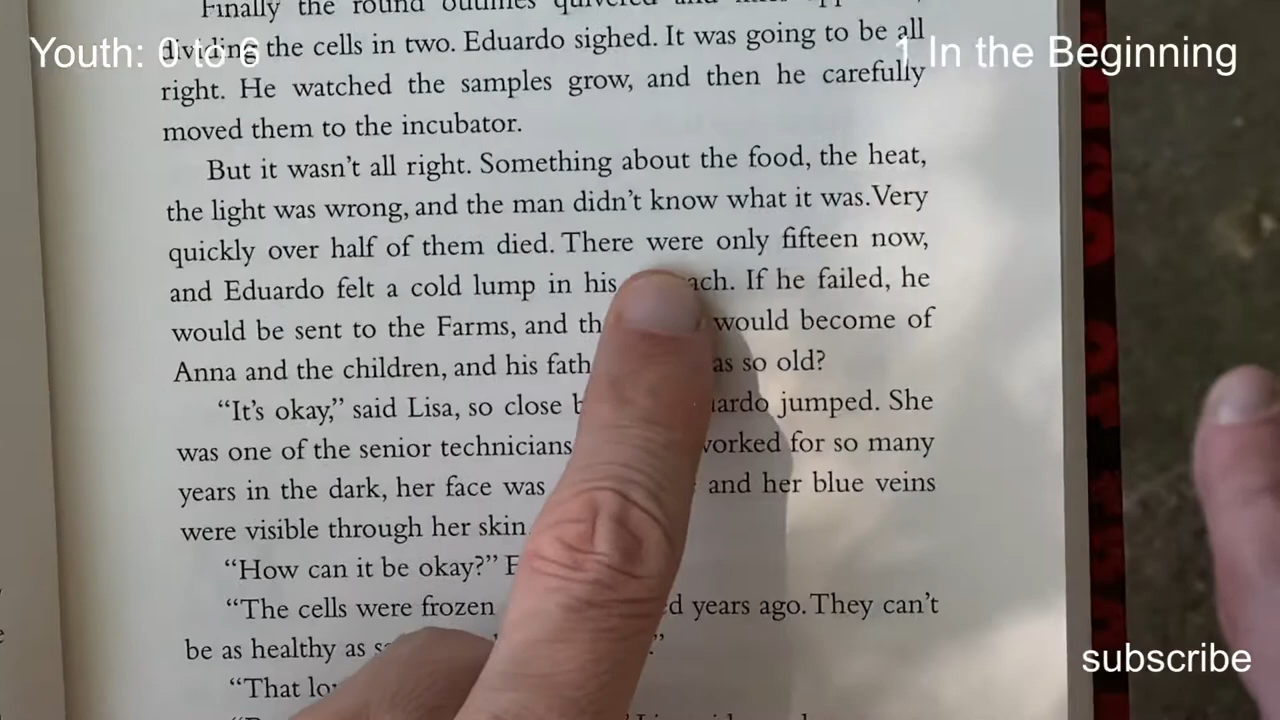 Youth: 0 to 6
1 In the Beginning
Finally the round outlines quivered and
dividing the cells in two. Eduardo sighed. It was going to be all
right. He watched the samples grow, and then he carefully
moved them to the incubator.
But it wasn't all right. Something about the food, the heat,
the light was wrong, and the man didn't know what it was. Very
quickly over half of them died. There were only fifteen now,
and Eduardo felt a cold lump in his ach. If he failed, he
would be sent to the Farms, and th would become of
Anna and the children, and his fath as so old?
“It's okay,” said Lisa, so close b ardo jumped. She
was one of the senior technicians worked for so many
years in the dark, her face was and her blue veins
were visible through her skin
“How can it be okay?” E
“The cells were frozen d years ago. They can't
be as healthy as s ”
“That lo
subscribe